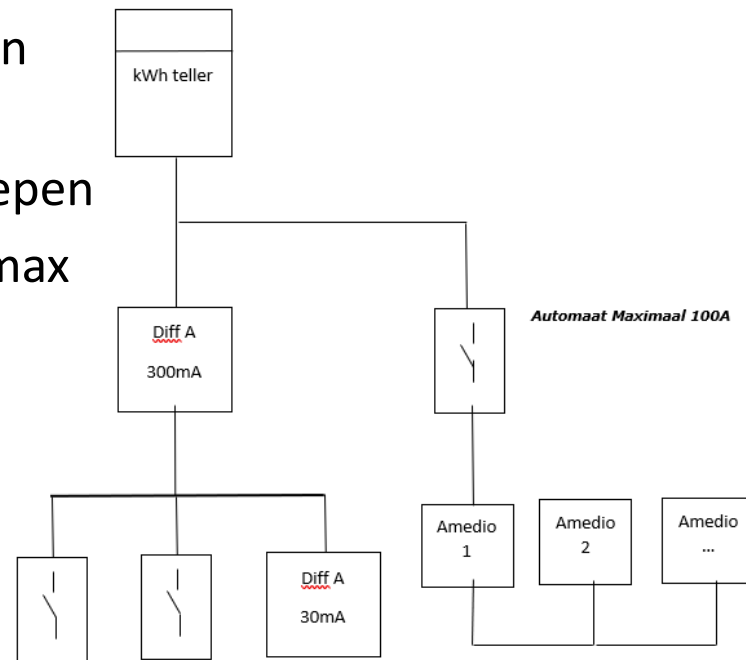 n
kWh teller
epen
max
Automaat Maximaal 100A
Diff A
300mA
Amedio
1
Amedio
2
Amedio
...
Diff A
30mA